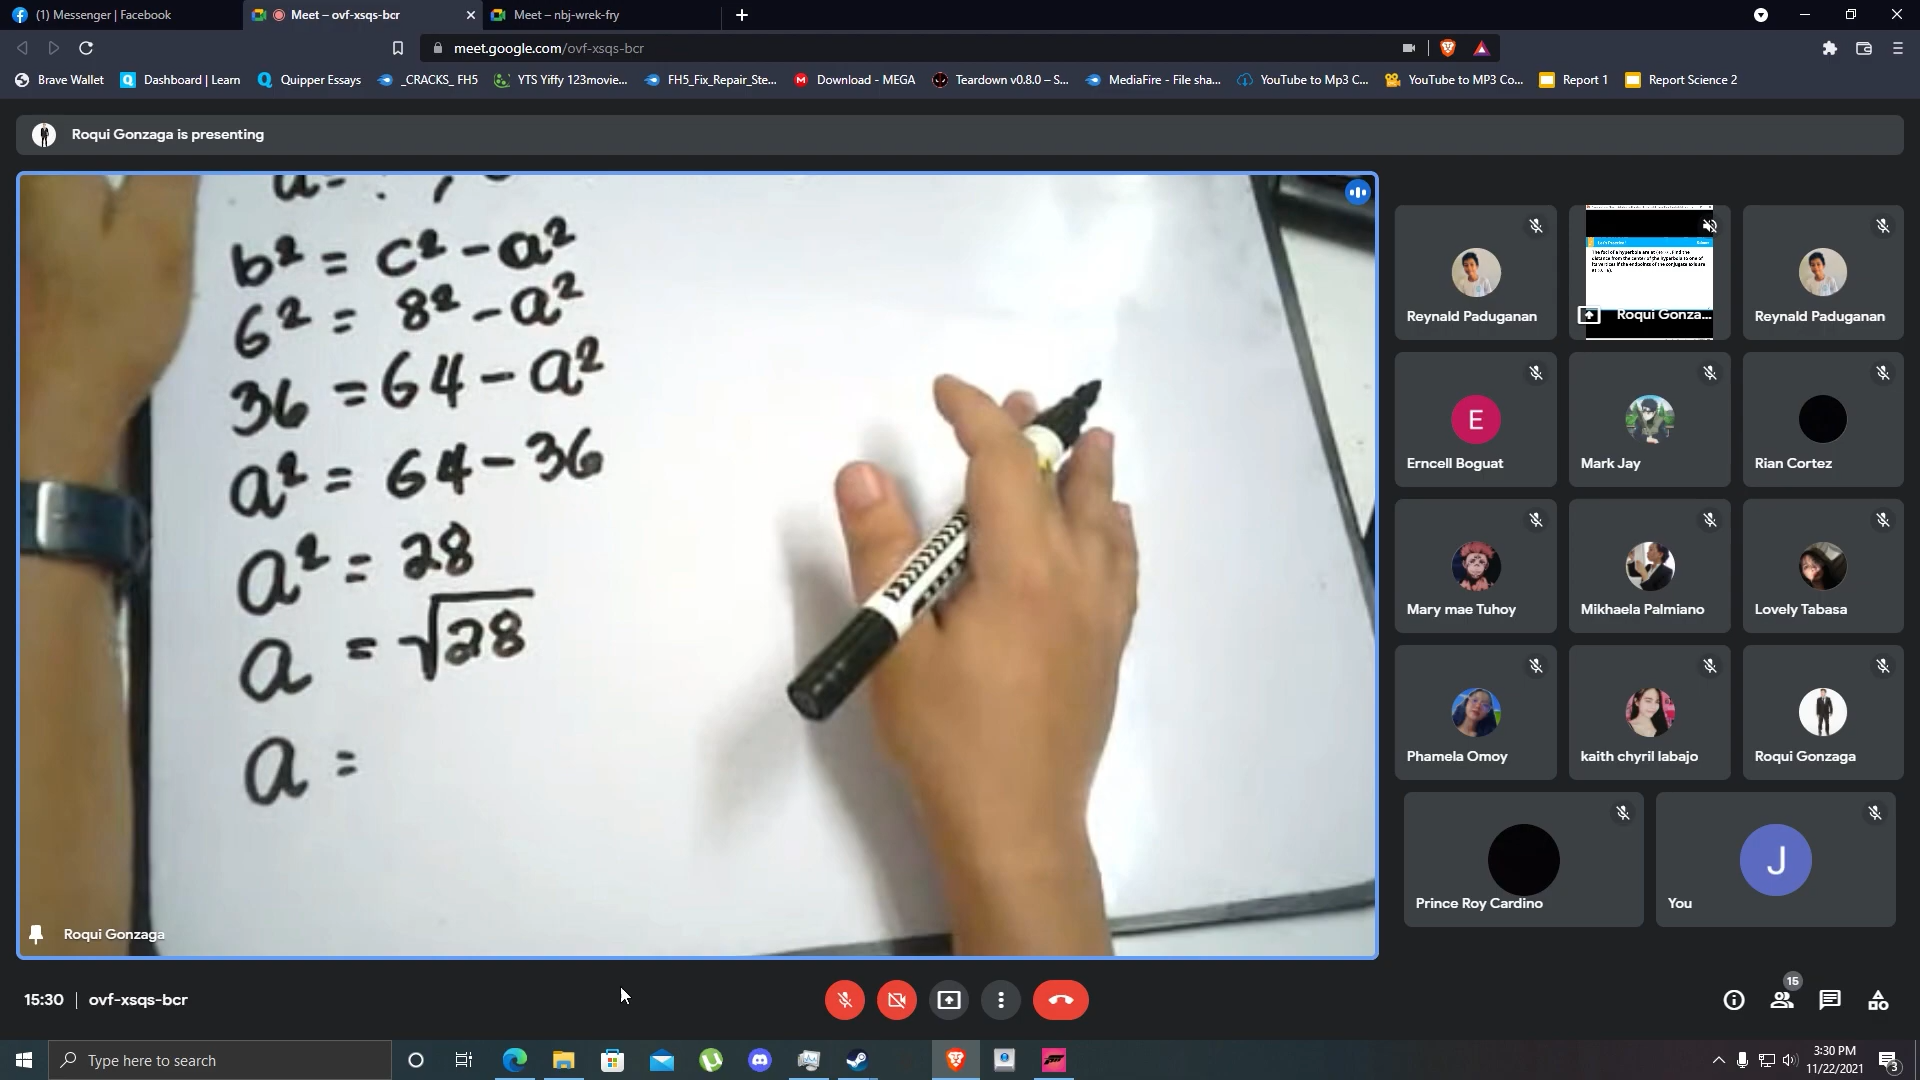 (1) Messenger | Facebook
Meet – ovf-xsqs-bcr
Meet – nbj-wrek-fry
meet.google.com/ovf-xsqs-bcr
Brave Wallet
Dashboard | Learn
Quipper Essays
_CRACKS_ FH5
YTS Yiffy 123movie...
FH5_Fix_Repair_Ste...
Download - MEGA
Teardown v0.8.0 – S...
MediaFire - File sha...
YouTube to Mp3 C...
YouTube to MP3 Co...
Report 1
Report Science 2
Roqui Gonzaga is presenting
b² = c² - a²
6² = 8² - a²
36 = 64 - a²
a² = 64 - 36
a² = 28
a = √28
a =
Roqui Gonzaga
Reynald Paduganan
Roqui Gonza...
Reynald Paduganan
E
Erncell Boguat
Mark Jay
Rian Cortez
Mary mae Tuhoy
Mikhaela Palmiano
Lovely Tabasa
Phamela Omoy
kaith chyril labajo
Roqui Gonzaga
Prince Roy Cardino
J
You
15:30 | ovf-xsqs-bcr
15
Type here to search
3:30 PM
11/22/2021
3